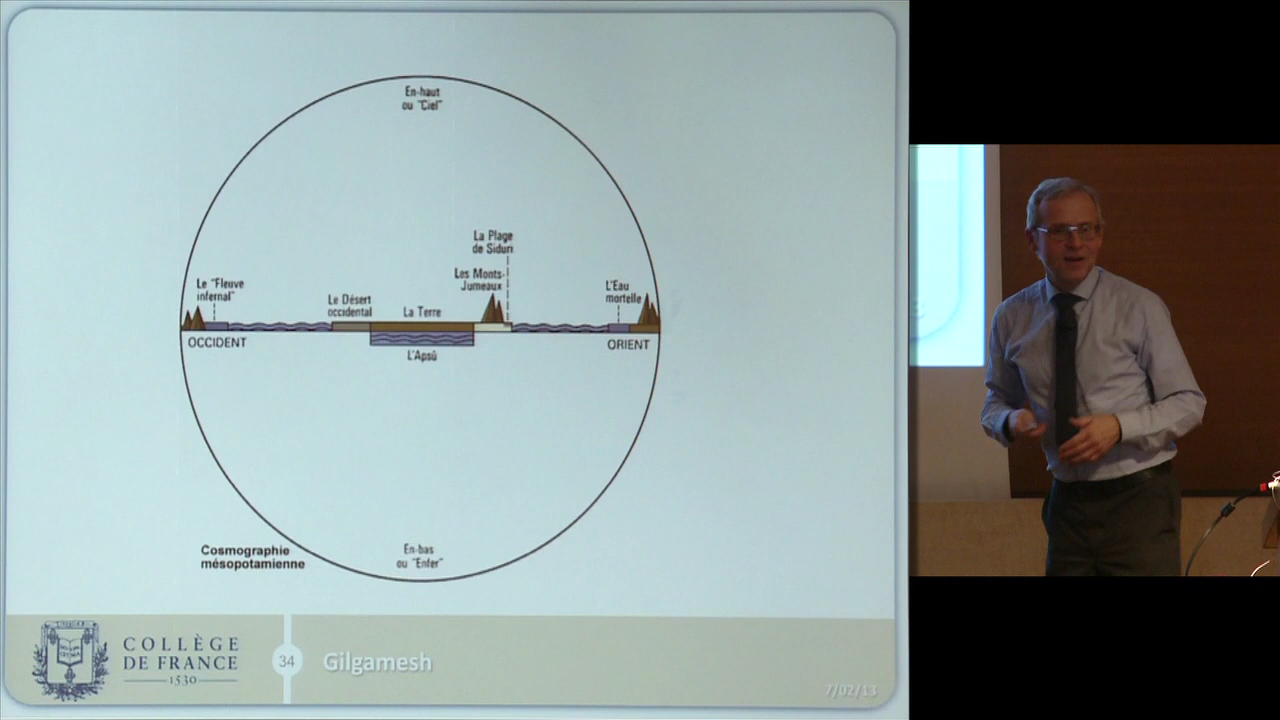 En-haut
ou "Ciel"
La Plage
de Siduri
Les Monts-
Jumeaux
Le "Fleuve
infernal"
Le Désert
occidental
La Terre
L'Eau
mortelle
OCCIDENT
L'Apsû
ORIENT
Cosmographie
mésopotamienne
En-bas
ou "Enfer"
COLLÈGE
DE FRANCE
1530
34
Gilgamesh
7/02/13